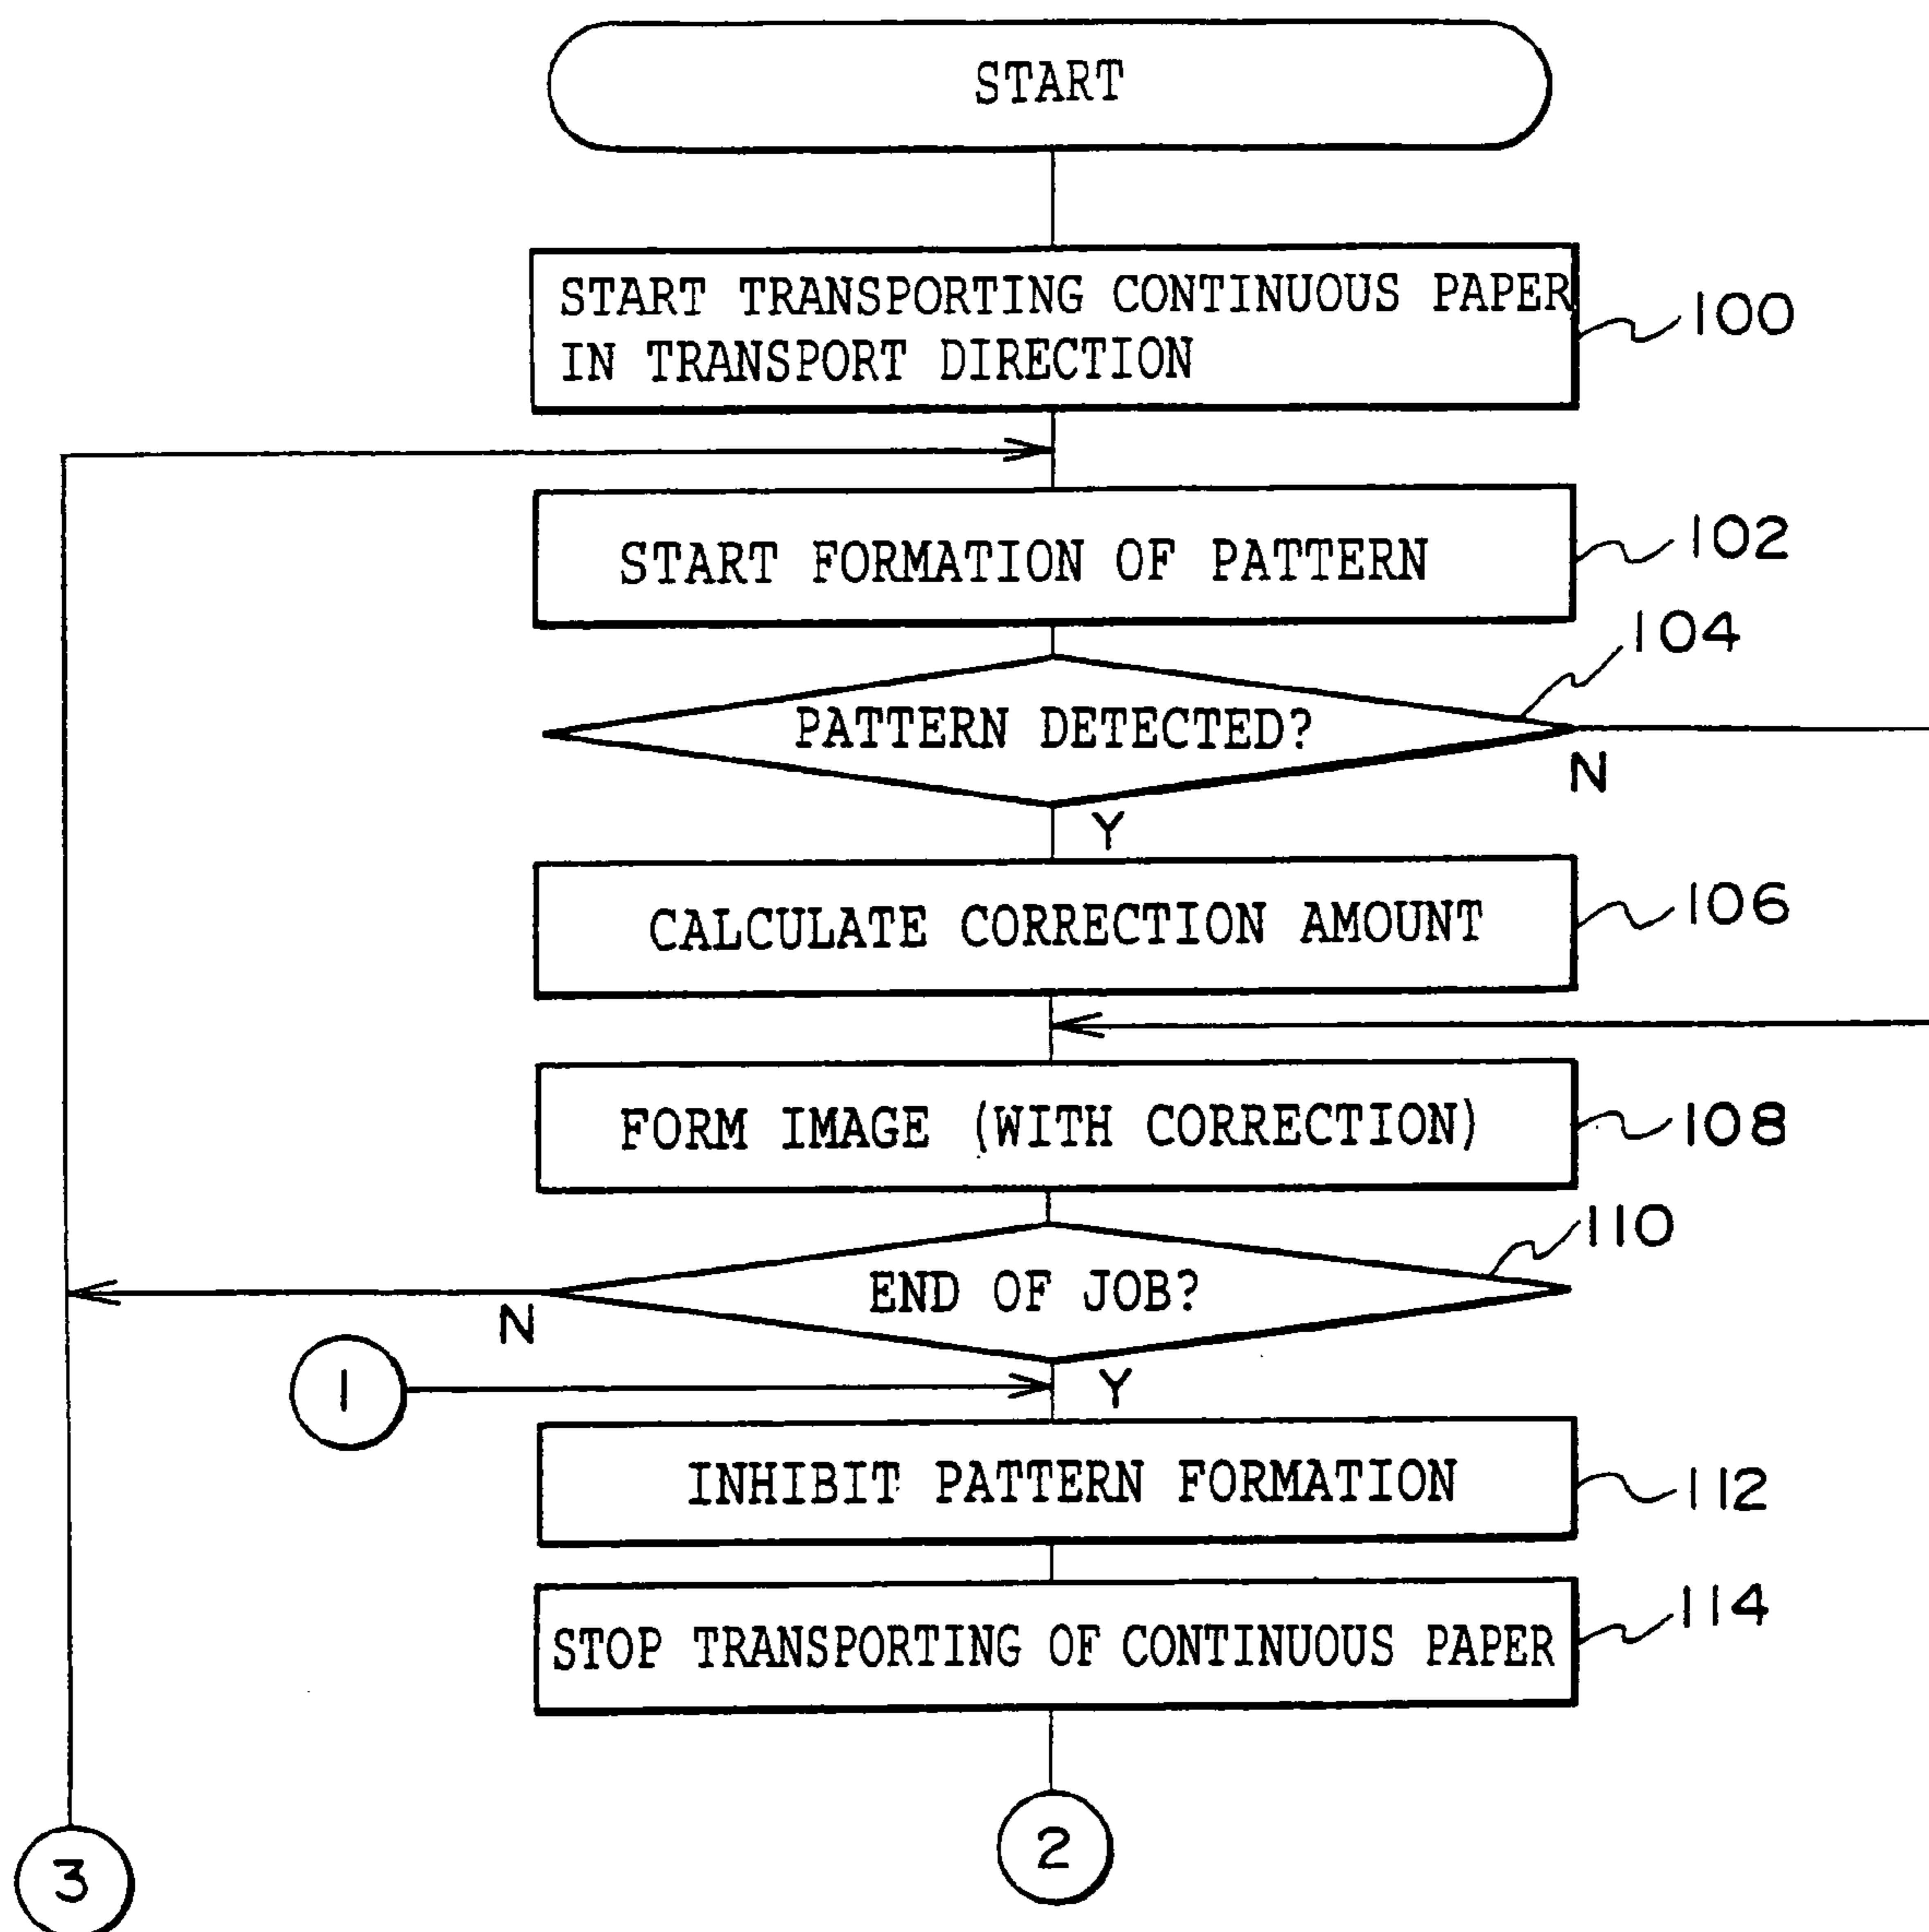 START
START TRANSPORTING CONTINUOUS PAPER
IN TRANSPORT DIRECTION
100
START FORMATION OF PATTERN
102
104
PATTERN DETECTED?
N
Y
CALCULATE CORRECTION AMOUNT
106
FORM IMAGE (WITH CORRECTION)
108
110
END OF JOB?
N
1
Y
INHIBIT PATTERN FORMATION
112
STOP TRANSPORTING OF CONTINUOUS PAPER
114
2
3